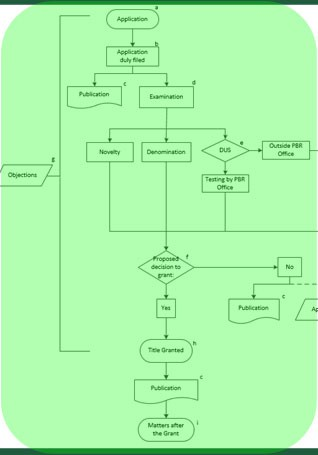 a
Application
b
Application
duly filed
c
Publication
d
Examination
g
Objections
Novelty
Denomination
e
DUS
Outside PBR
Office
Testing by PBR
Office
f
Proposed
decision to
grant:
No
Yes
c
Publication
h
Title Granted
c
Publication
i
Matters after
the Grant